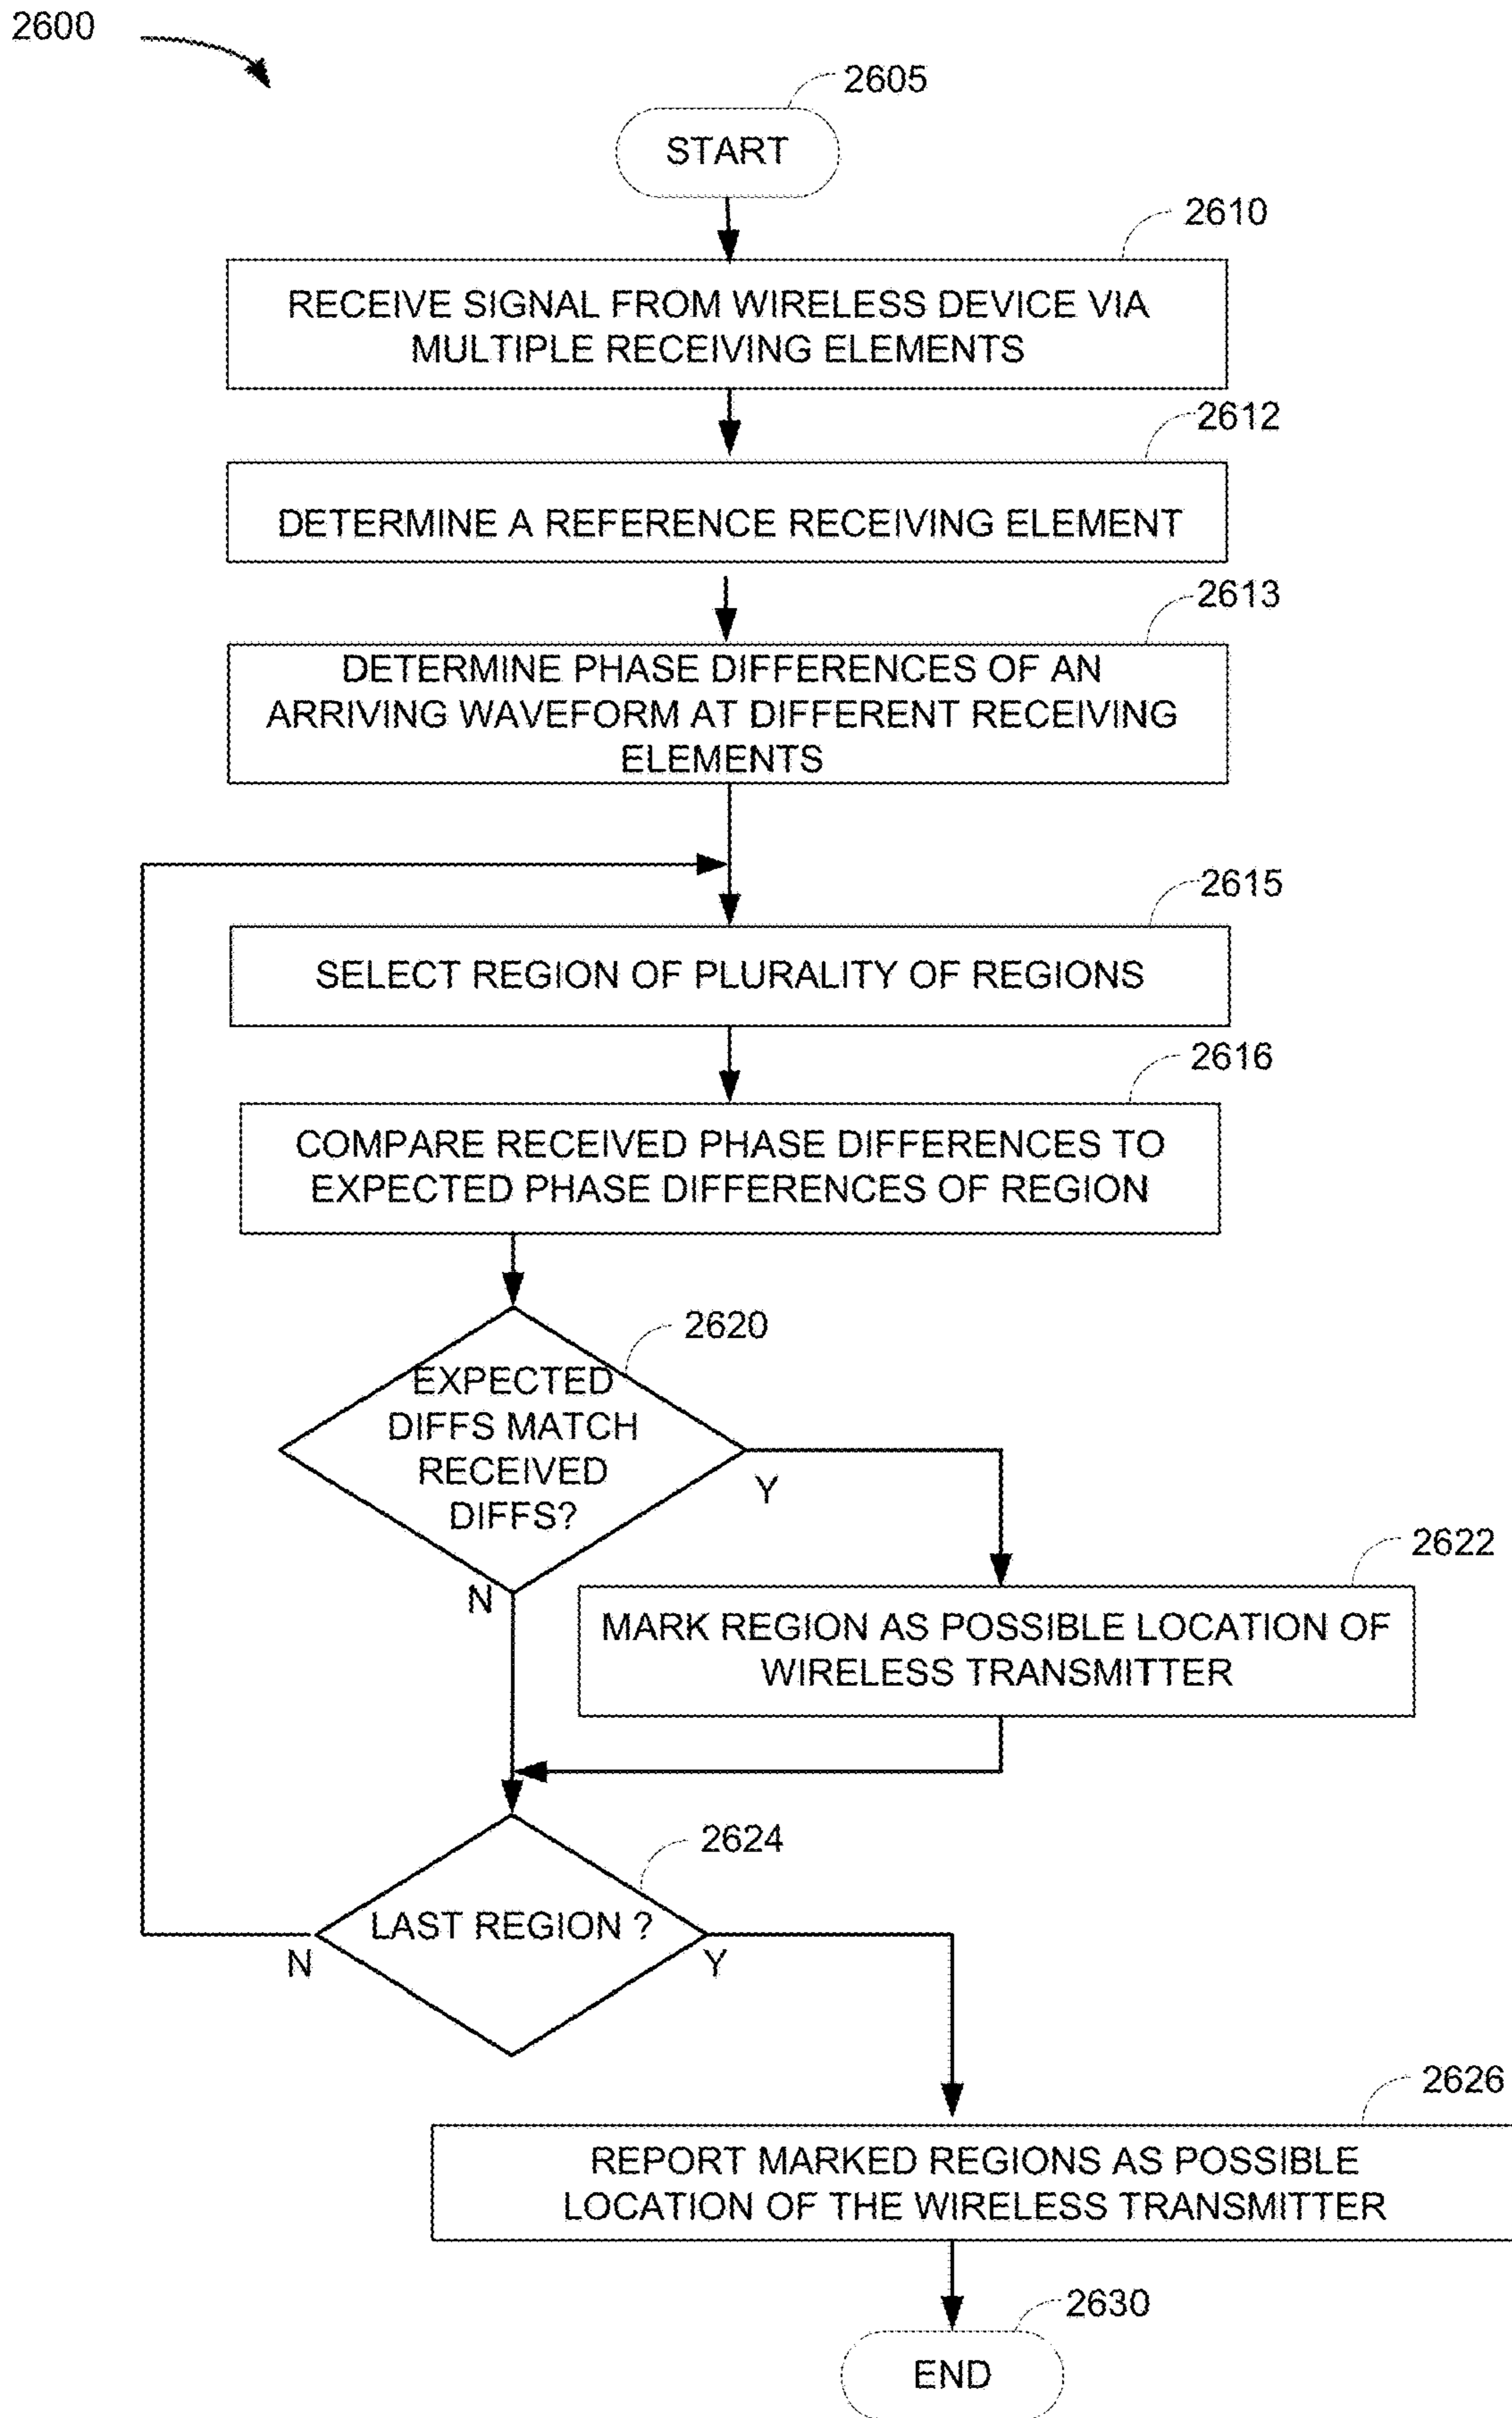 2600
2605
START
2610
RECEIVE SIGNAL FROM WIRELESS DEVICE VIA
MULTIPLE RECEIVING ELEMENTS
2612
DETERMINE A REFERENCE RECEIVING ELEMENT
2613
DETERMINE PHASE DIFFERENCES OF AN
ARRIVING WAVEFORM AT DIFFERENT RECEIVING
ELEMENTS
2615
SELECT REGION OF PLURALITY OF REGIONS
2616
COMPARE RECEIVED PHASE DIFFERENCES TO
EXPECTED PHASE DIFFERENCES OF REGION
2620
EXPECTED
DIFFS MATCH
RECEIVED
DIFFS?
Y
N
2622
MARK REGION AS POSSIBLE LOCATION OF
WIRELESS TRANSMITTER
2624
LAST REGION ?
N
Y
2626
REPORT MARKED REGIONS AS POSSIBLE
LOCATION OF THE WIRELESS TRANSMITTER
2630
END